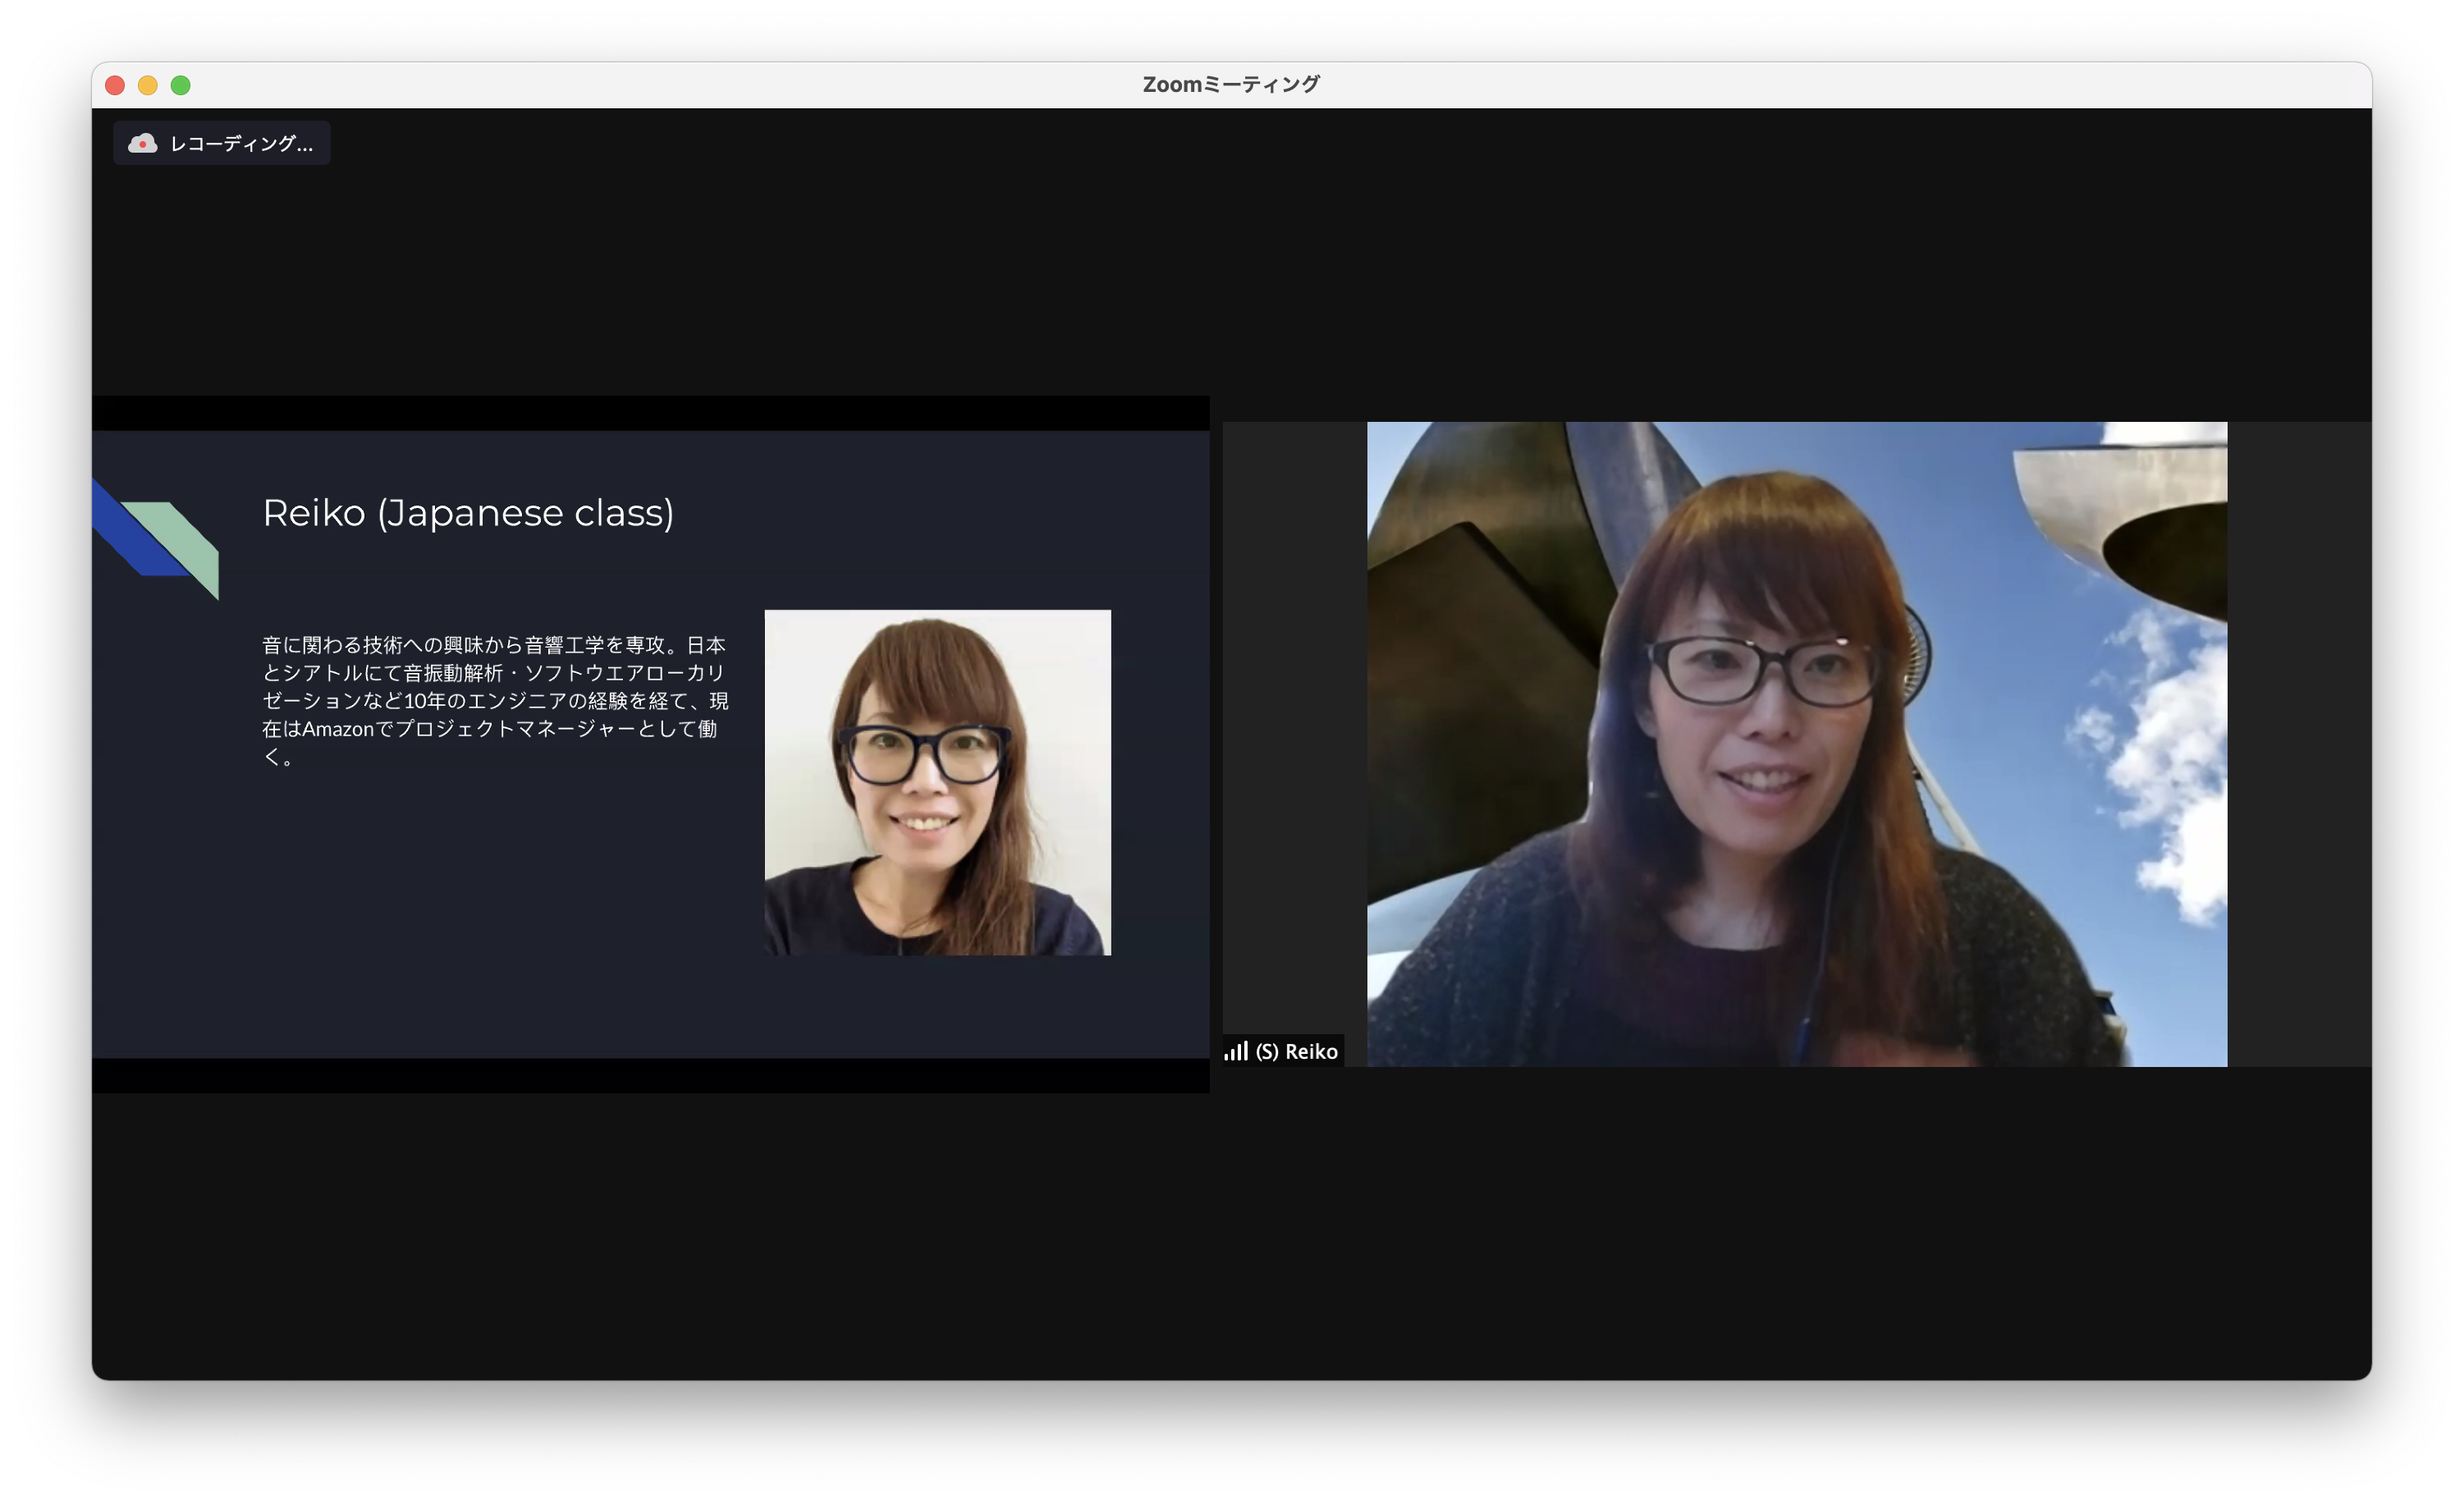 Zoomミーティング
レコーディング...
Reiko (Japanese class)
音に関わる技術への興味から音響工学を専攻。日本
とシアトルにて音振動解析・ソフトウエアローカリ
ゼーションなど10年のエンジニアの経験を経て、現
在はAmazonでプロジェクトマネージャーとして働
く。
(S) Reiko